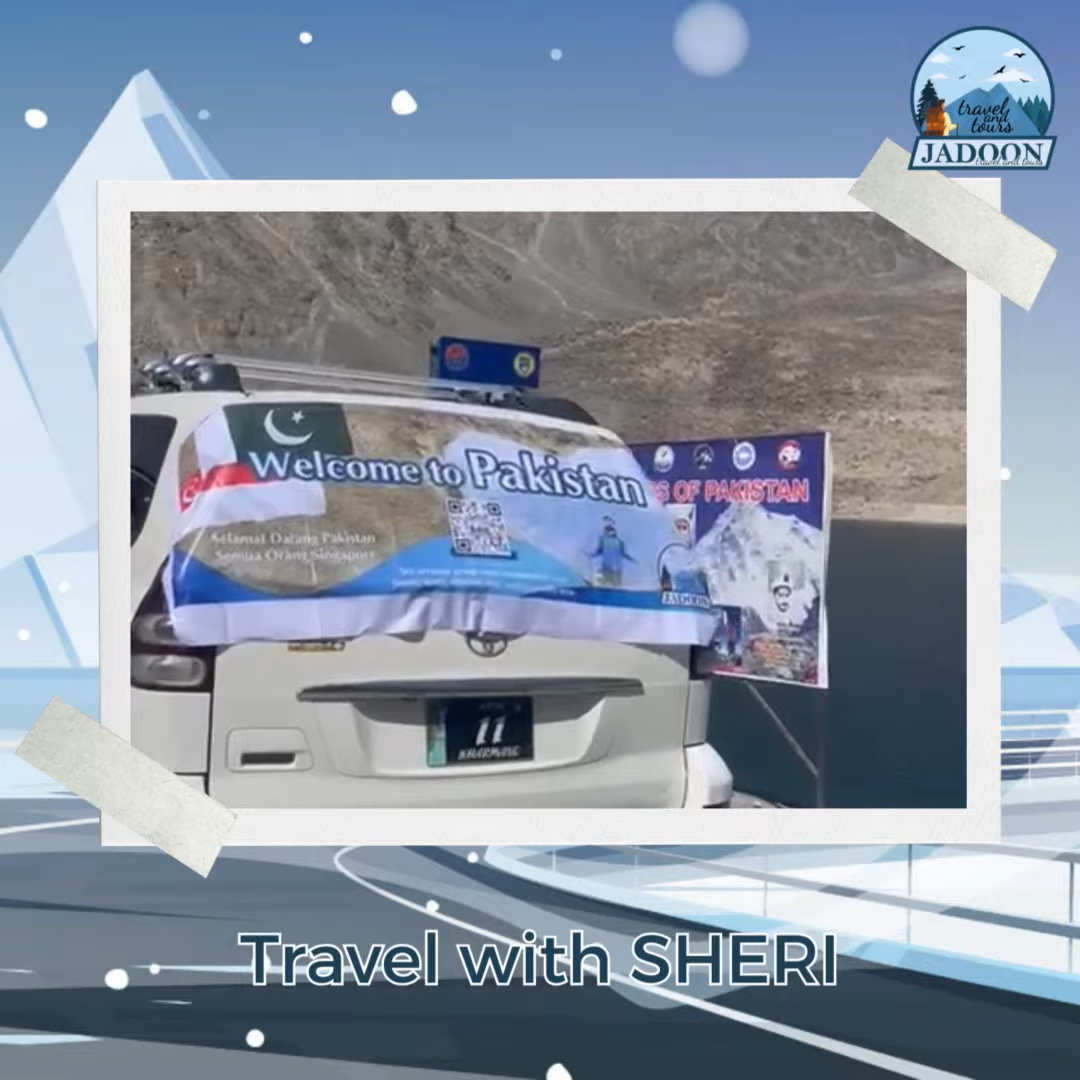 travel
and
tours
JADOON
travel and tours
Welcome to Pakistan
Selamat Datang Pakistan
Semua Orang Singapore
JADOON
S OF PAKISTAN
11
KHARMANG
Travel with SHERI